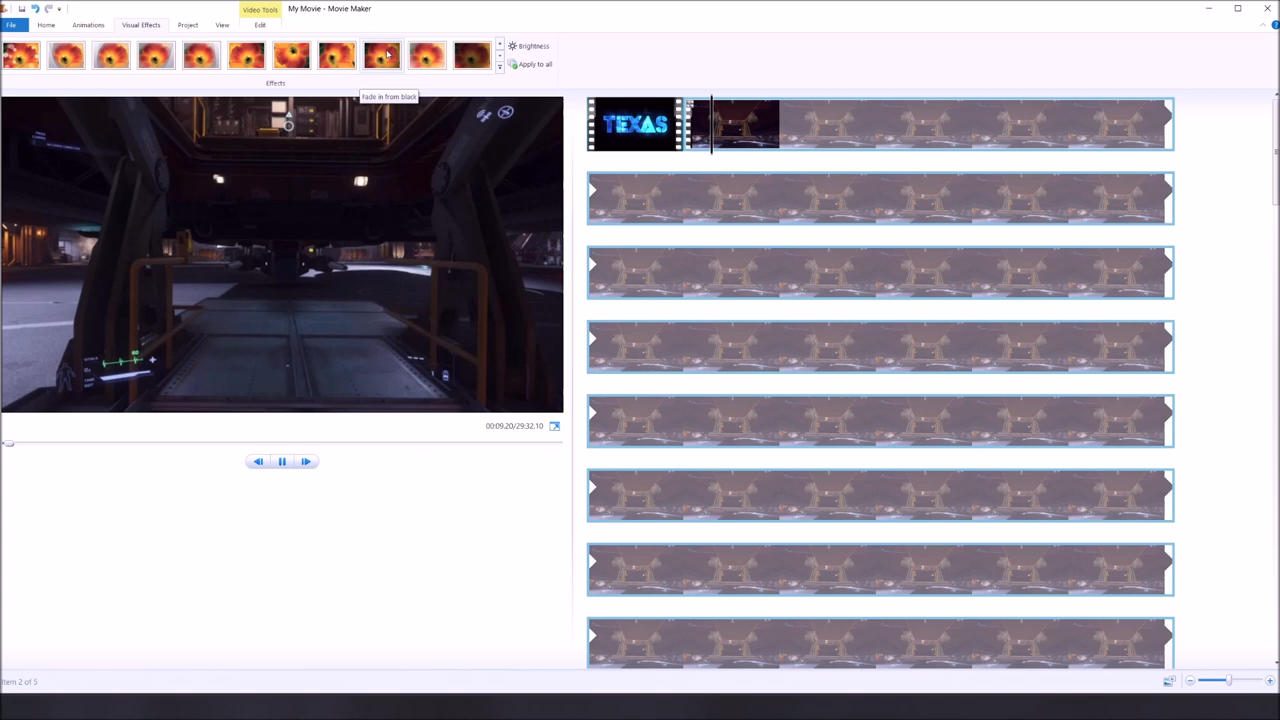 Video Tools
My Movie - Movie Maker
File
Home
Animations
Visual Effects
Project
View
Edit
Brightness
Apply to all
Effects
Fade in from black
TEXAS
00:09.20/29:32.10
Item 2 of 5